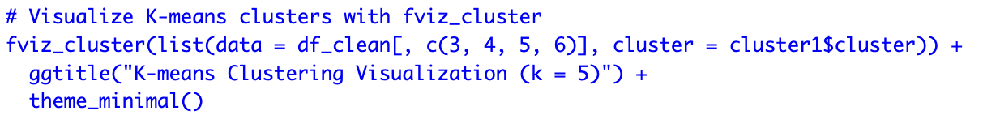 # Visualize K-means clusters with fviz_cluster
fviz_cluster(list(data = df_clean[, c(3, 4, 5, 6)], cluster = cluster1$cluster)) +
  ggtitle("K-means Clustering Visualization (k = 5)") +
  theme_minimal()